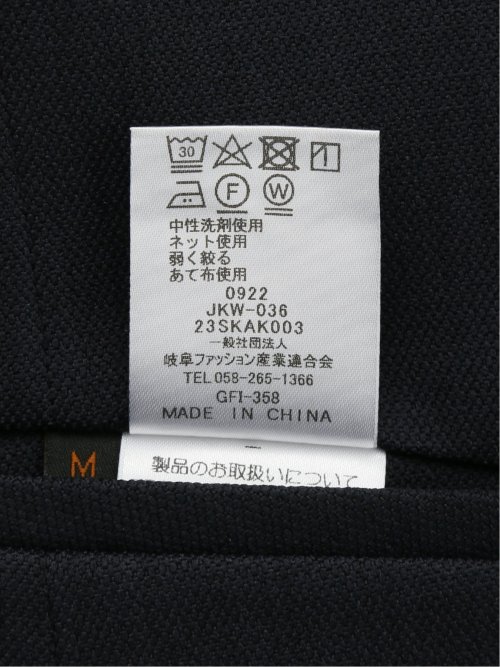 30
F W
中性洗剤使用
ネット使用
弱く絞る
あて布使用
0922
JKW-036
23SKAK003
一般社団法人
岐阜ファッション産業連合会
TEL058-265-1366
GFI-358
MADE IN CHINA
M
製品のお取扱いについて